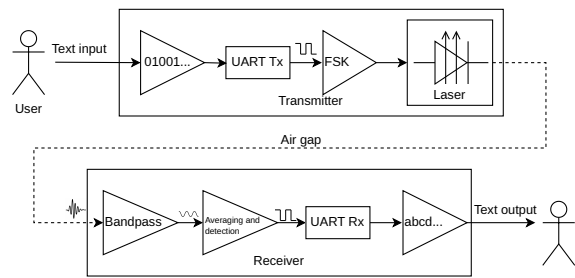 Text input
01001...
UART Tx
FSK
Laser
Transmitter
User
Air gap
Bandpass
Averaging and
detection
UART Rx
abcd...
Text output
Receiver